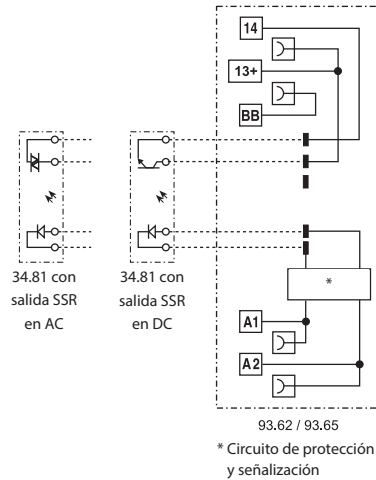 14
13+
BB
34.81 con
salida SSR
en AC
34.81 con
salida SSR
en DC
*
A1
A2
93.62 / 93.65
* Circuito de protección
y señalización